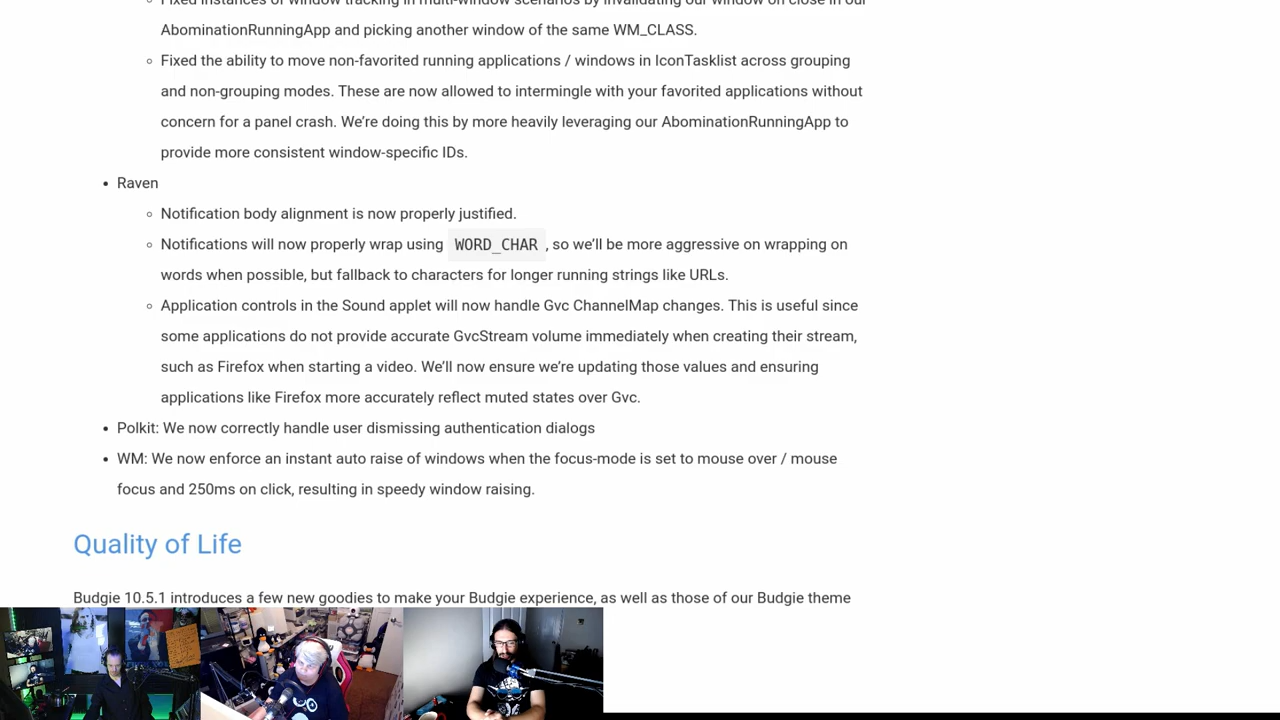 Fixed instances of window tracking in multi-window scenarios by invalidating our window on close in our
AbominationRunningApp and picking another window of the same WM_CLASS.
Fixed the ability to move non-favorited running applications / windows in IconTasklist across grouping
and non-grouping modes. These are now allowed to intermingle with your favorited applications without
concern for a panel crash. We’re doing this by more heavily leveraging our AbominationRunningApp to
provide more consistent window-specific IDs.
Raven
Notification body alignment is now properly justified.
Notifications will now properly wrap using WORD_CHAR , so we’ll be more aggressive on wrapping on
words when possible, but fallback to characters for longer running strings like URLs.
Application controls in the Sound applet will now handle Gvc ChannelMap changes. This is useful since
some applications do not provide accurate GvcStream volume immediately when creating their stream,
such as Firefox when starting a video. We’ll now ensure we’re updating those values and ensuring
applications like Firefox more accurately reflect muted states over Gvc.
Polkit: We now correctly handle user dismissing authentication dialogs
WM: We now enforce an instant auto raise of windows when the focus-mode is set to mouse over / mouse
focus and 250ms on click, resulting in speedy window raising.
Quality of Life
Budgie 10.5.1 introduces a few new goodies to make your Budgie experience, as well as those of our Budgie theme